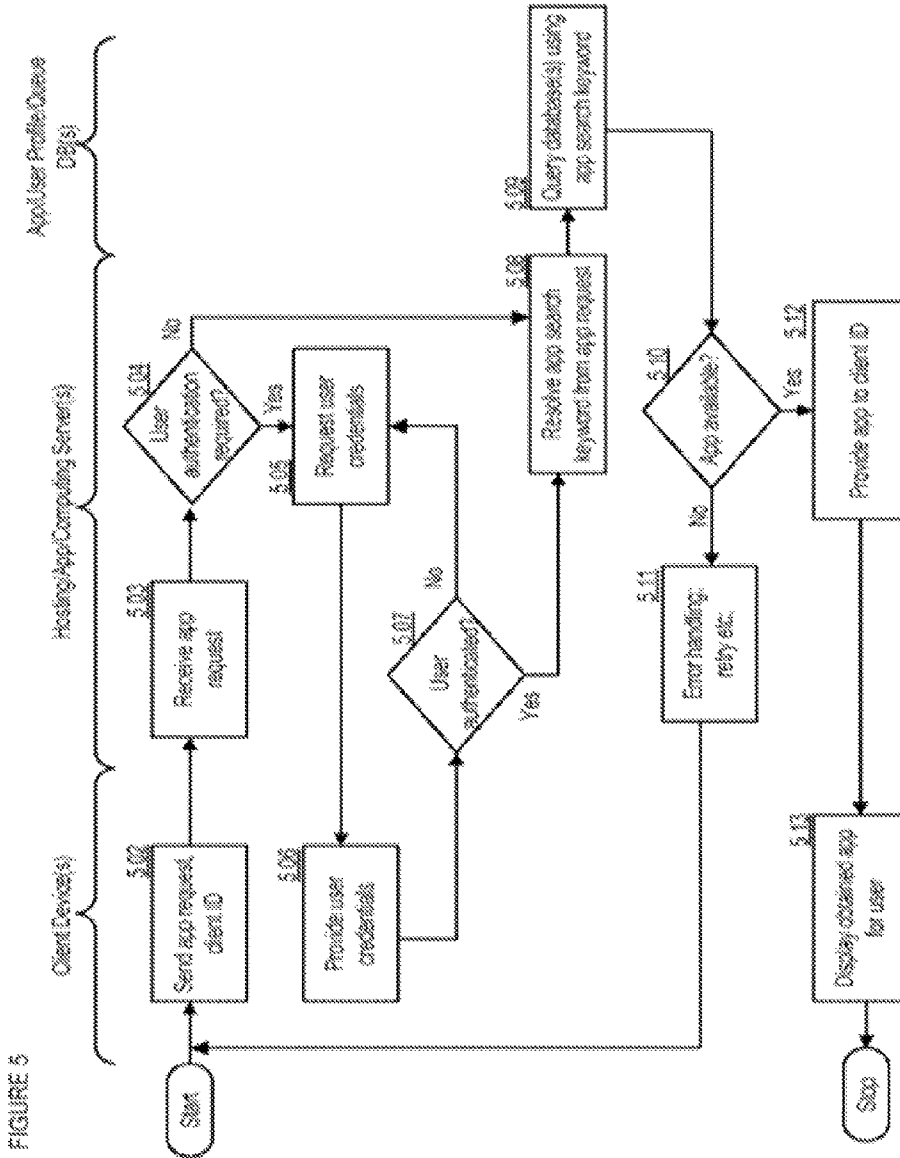 FIGURE 5
Client Device(s)
Hosting/App/Computing Server(s)
App/User Profile/Queue
DB(s)
Start
5.02
Send app request,
client ID
5.03
Receive app
request
5.04
User
authentication
required?
No
Yes
5.05
Request user
credentials
5.06
Provide user
credentials
5.07
User
authenticated?
No
Yes
5.08
Resolve app search
keyword from app request
5.09
Query database(s) using
app search keyword
5.10
App available?
No
Yes
5.11
Error handling;
retry etc.
5.12
Provide app to client ID
5.13
Display obtained app
for user
Stop